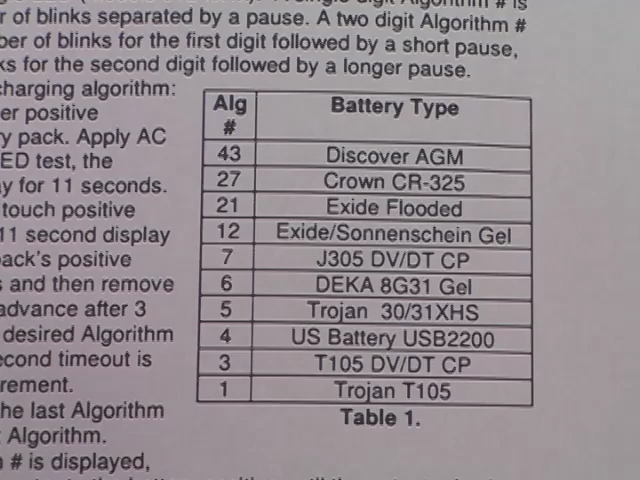 r of blinks separated by a pause. A two digit Algorithm #
ber of blinks for the first digit followed by a short pause,
ks for the second digit followed by a longer pause.
charging algorithm:
er positive
ry pack. Apply AC
ED test, the
ay for 11 seconds.
touch positive
11 second display
pack's positive
s and then remove
advance after 3
desired Algorithm
econd timeout is
rement.
he last Algorithm
t Algorithm.
n # is displayed,
Alg # Battery Type
43 Discover AGM
27 Crown CR-325
21 Exide Flooded
12 Exide/Sonnenschein Gel
7 J305 DV/DT CP
6 DEKA 8G31 Gel
5 Trojan 30/31XHS
4 US Battery USB2200
3 T105 DV/DT CP
1 Trojan T105
Table 1.